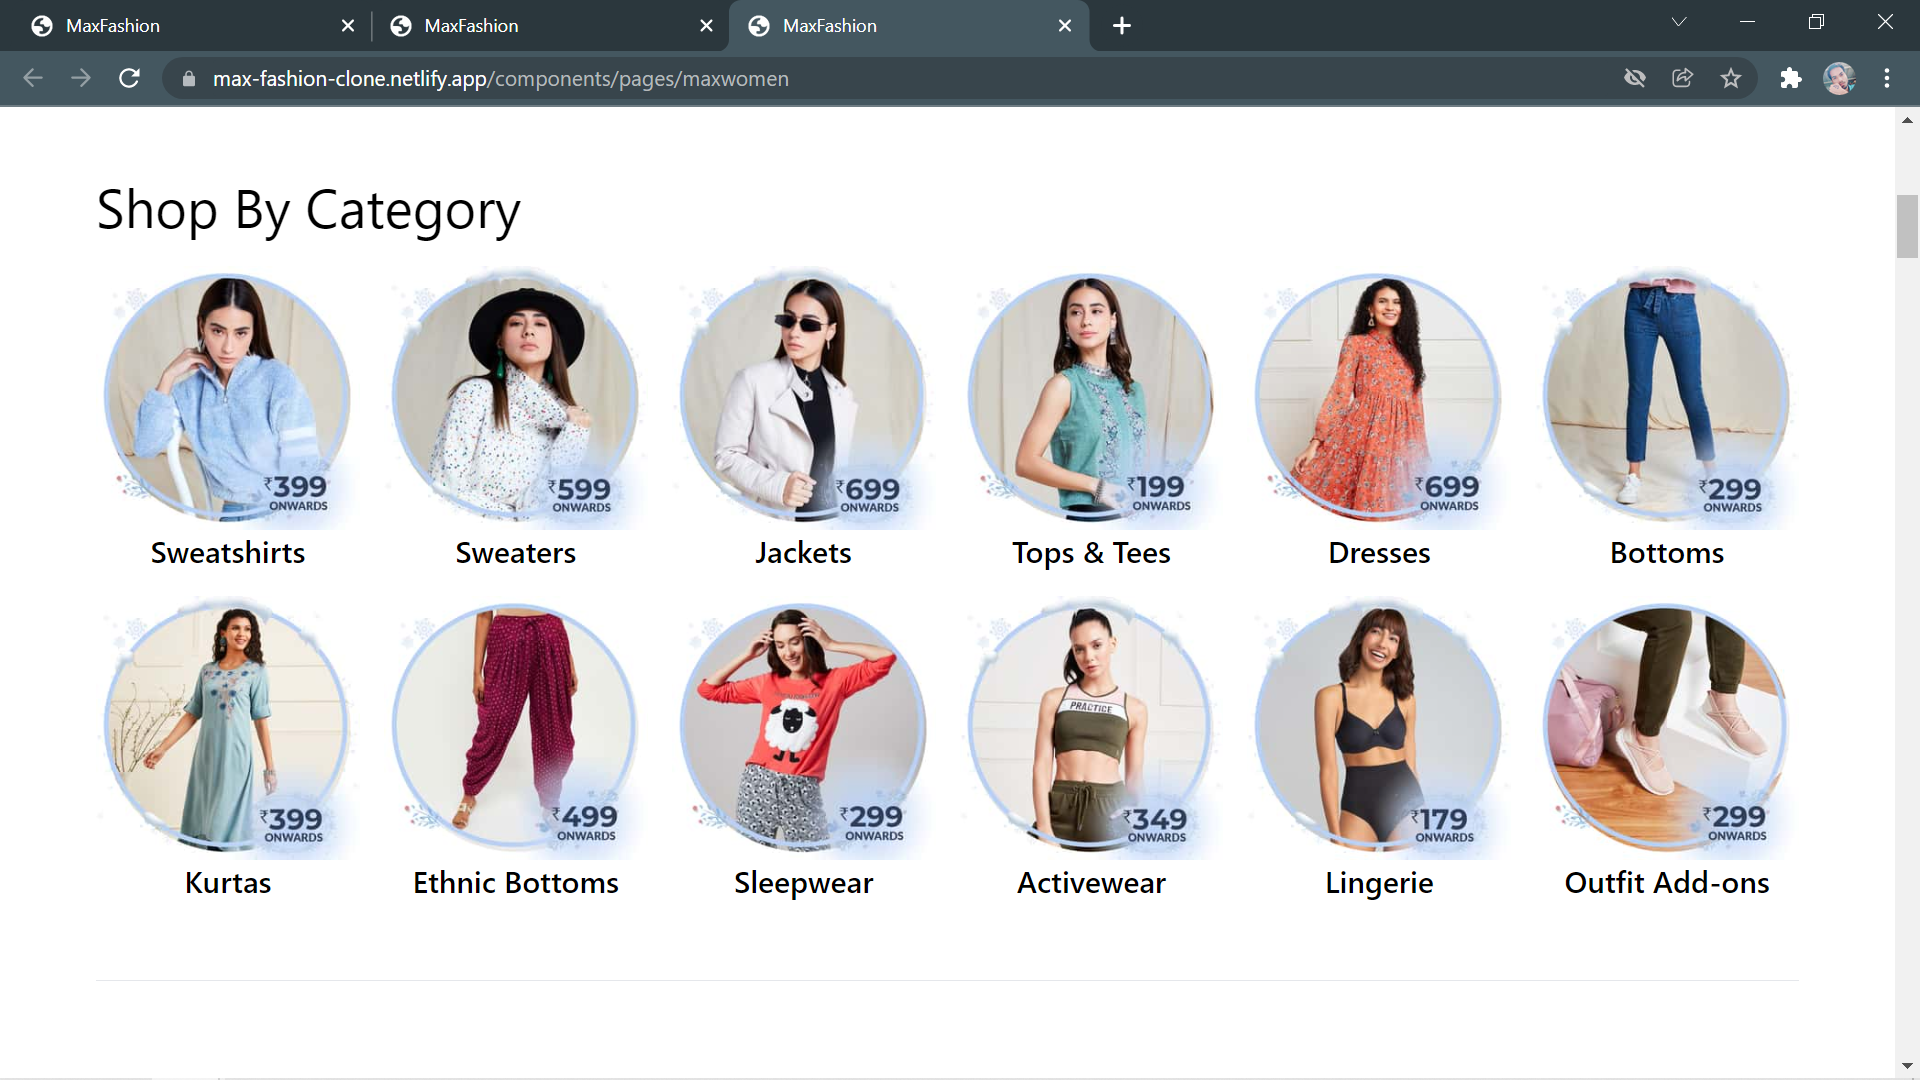 MaxFashion
MaxFashion
MaxFashion
max-fashion-clone.netlify.app/components/pages/maxwomen
Shop By Category
₹399
ONWARDS
₹599
ONWARDS
₹699
ONWARDS
₹199
ONWARDS
₹699
ONWARDS
₹299
ONWARDS
Sweatshirts
Sweaters
Jackets
Tops & Tees
Dresses
Bottoms
PRACTICE
₹399
ONWARDS
₹499
ONWARDS
₹299
ONWARDS
₹349
ONWARDS
₹179
ONWARDS
₹299
ONWARDS
Kurtas
Ethnic Bottoms
Sleepwear
Activewear
Lingerie
Outfit Add-ons